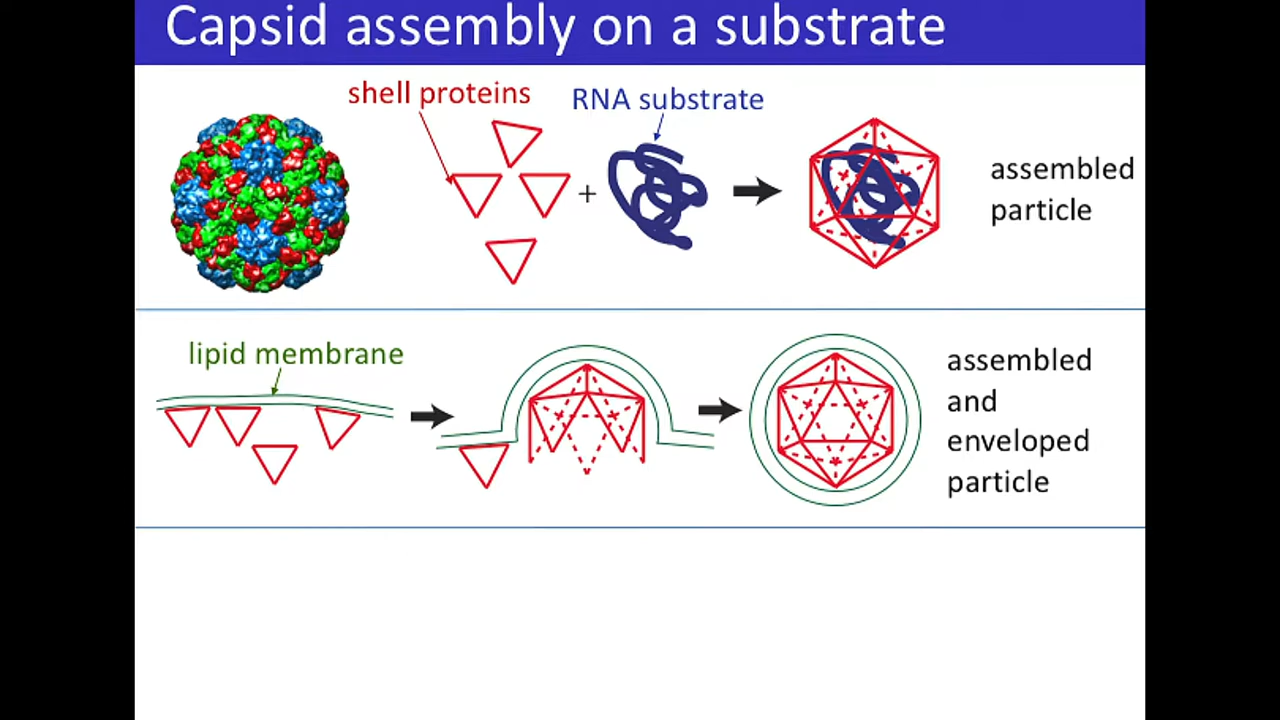 Capsid assembly on a substrate
shell proteins
RNA substrate
+
assembled
particle
lipid membrane
assembled
and
enveloped
particle